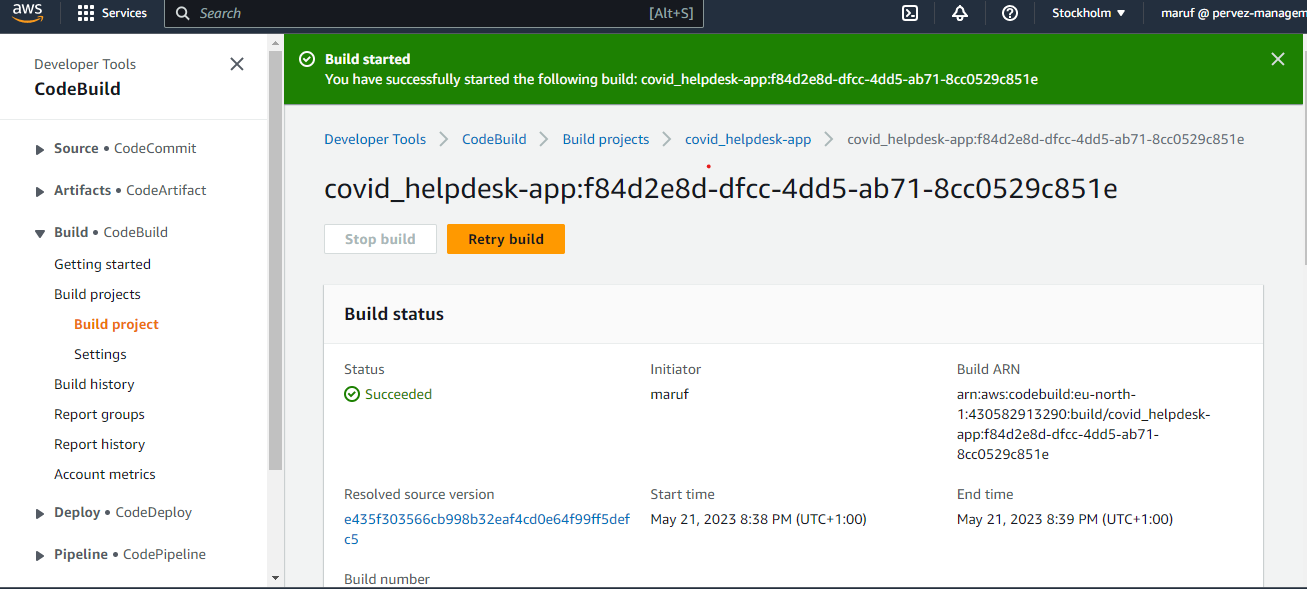 aws
Services
Search [Alt+S]
Stockholm
maruf @ pervez-managem
Developer Tools
CodeBuild
Source • CodeCommit
Artifacts • CodeArtifact
Build • CodeBuild
Getting started
Build projects
Build project
Settings
Build history
Report groups
Report history
Account metrics
Deploy • CodeDeploy
Pipeline • CodePipeline
Build started
You have successfully started the following build: covid_helpdesk-app:f84d2e8d-dfcc-4dd5-ab71-8cc0529c851e
Developer Tools > CodeBuild > Build projects > covid_helpdesk-app > covid_helpdesk-app:f84d2e8d-dfcc-4dd5-ab71-8cc0529c851e
covid_helpdesk-app:f84d2e8d-dfcc-4dd5-ab71-8cc0529c851e
Stop build
Retry build
Build status
Status
Succeeded
Initiator
maruf
Build ARN
arn:aws:codebuild:eu-north-
1:430582913290:build/covid_helpdesk-
app:f84d2e8d-dfcc-4dd5-ab71-
8cc0529c851e
Resolved source version
e435f303566cb998b32eaf4cd0e64f99ff5def
c5
Start time
May 21, 2023 8:38 PM (UTC+1:00)
End time
May 21, 2023 8:39 PM (UTC+1:00)
Build number